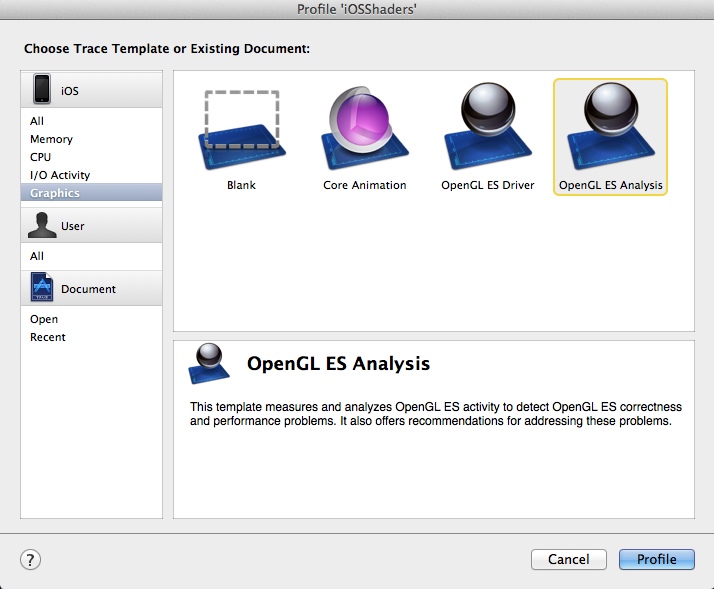 Profile 'iOSShaders'
Choose Trace Template or Existing Document:
iOS
All
Memory
CPU
I/O Activity
Graphics
User
All
Document
Open
Recent
Blank
Core Animation
OpenGL ES Driver
OpenGL ES Analysis
OpenGL ES Analysis
This template measures and analyzes OpenGL ES activity to detect OpenGL ES correctness
and performance problems. It also offers recommendations for addressing these problems.
?
Cancel
Profile